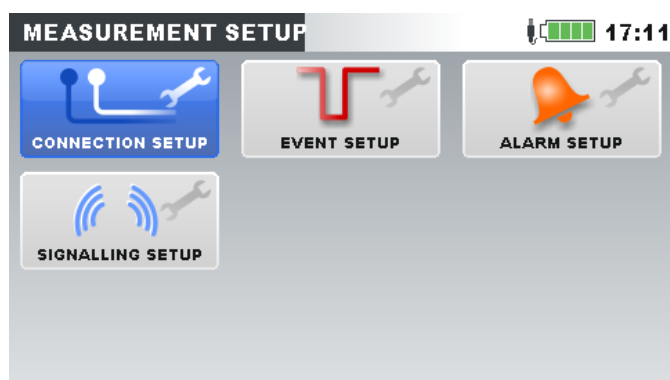 MEASUREMENT SETUP
17:11
CONNECTION SETUP
EVENT SETUP
ALARM SETUP
SIGNALLING SETUP